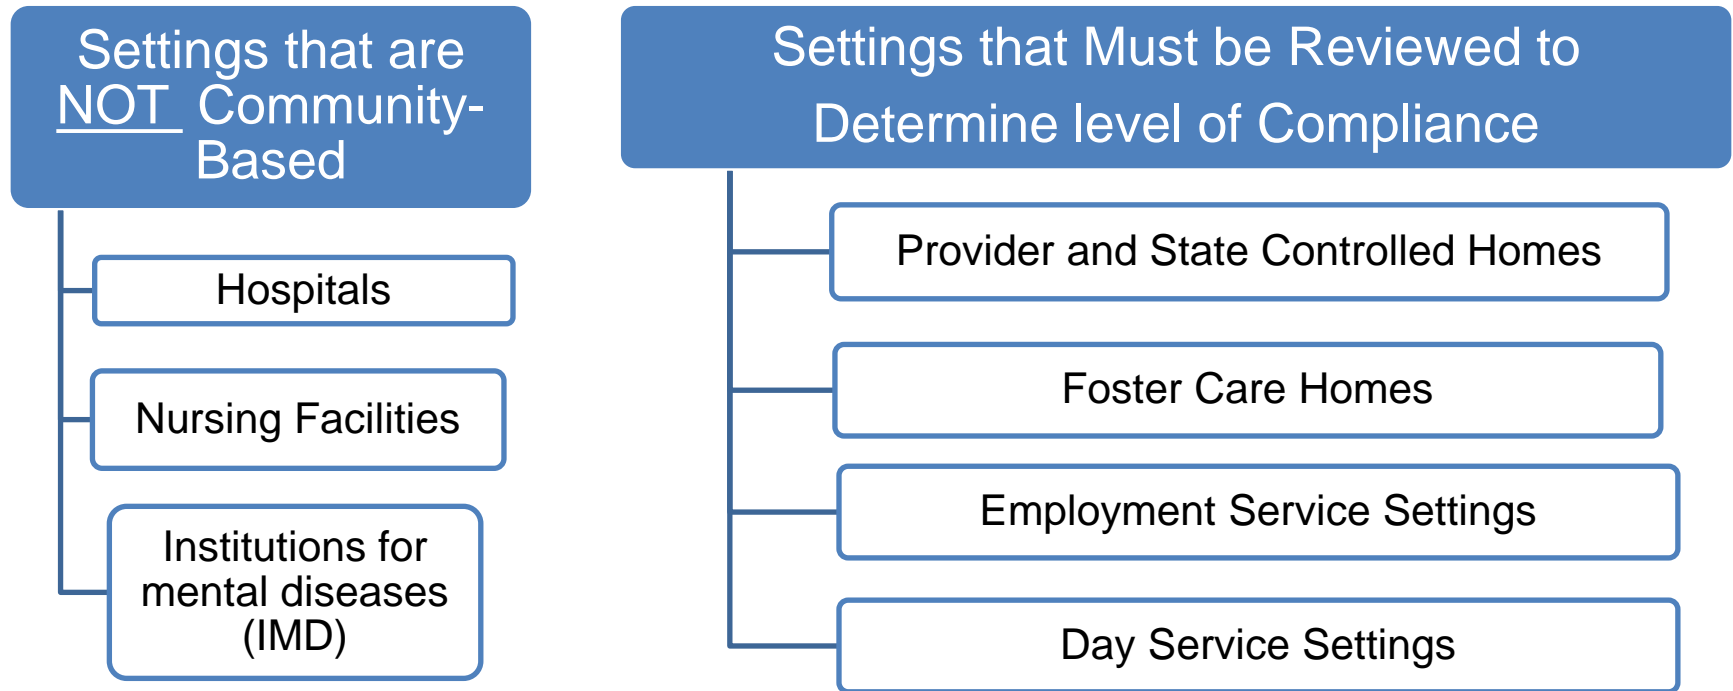 Settings that are
NOT Community-
Based
Hospitals
Nursing Facilities
Institutions for
mental diseases
(IMD)
Settings that Must be Reviewed to
Determine level of Compliance
Provider and State Controlled Homes
Foster Care Homes
Employment Service Settings
Day Service Settings